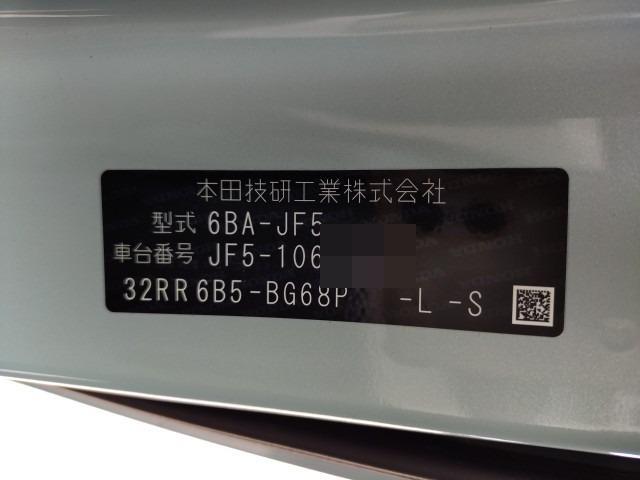 本田技研工業株式会社
型式 6BA-JF5
車台番号 JF5-106
32RR6B5-BG68P -L -S